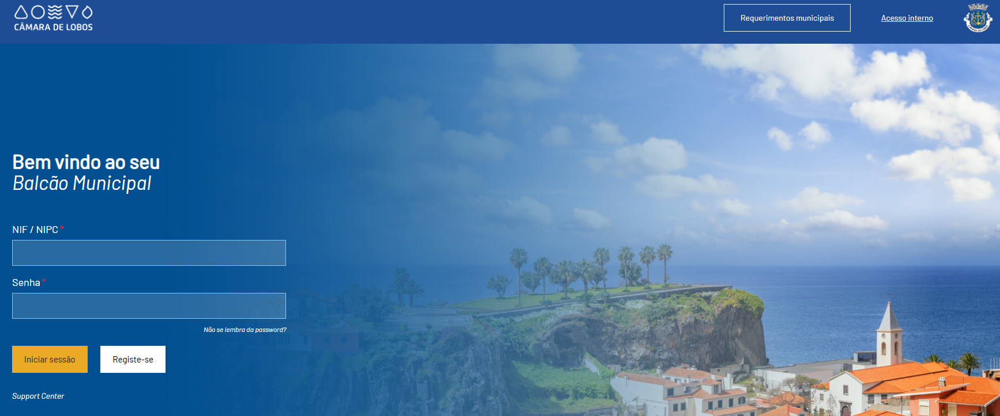 CÂMARA DE LOBOS
Requerimentos municipais
Acesso interno
Bem vindo ao seu
Balcão Municipal
NIF / NIPC *
Senha *
Não se lembra da password?
Iniciar sessão
Registe-se
Support Center